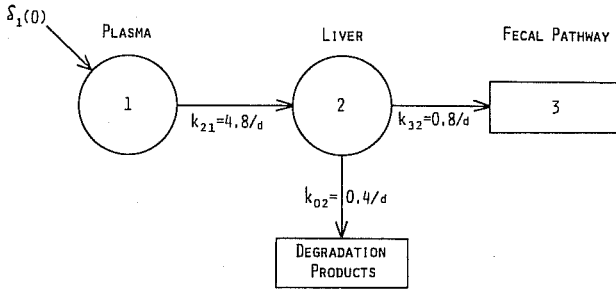 δ₁(0)
PLASMA
LIVER
FECAL PATHWAY
1
2
3
k₂₁=4.8/d
k₃₂=0.8/d
k₀₂= 0.4/d
DEGRADATION
PRODUCTS